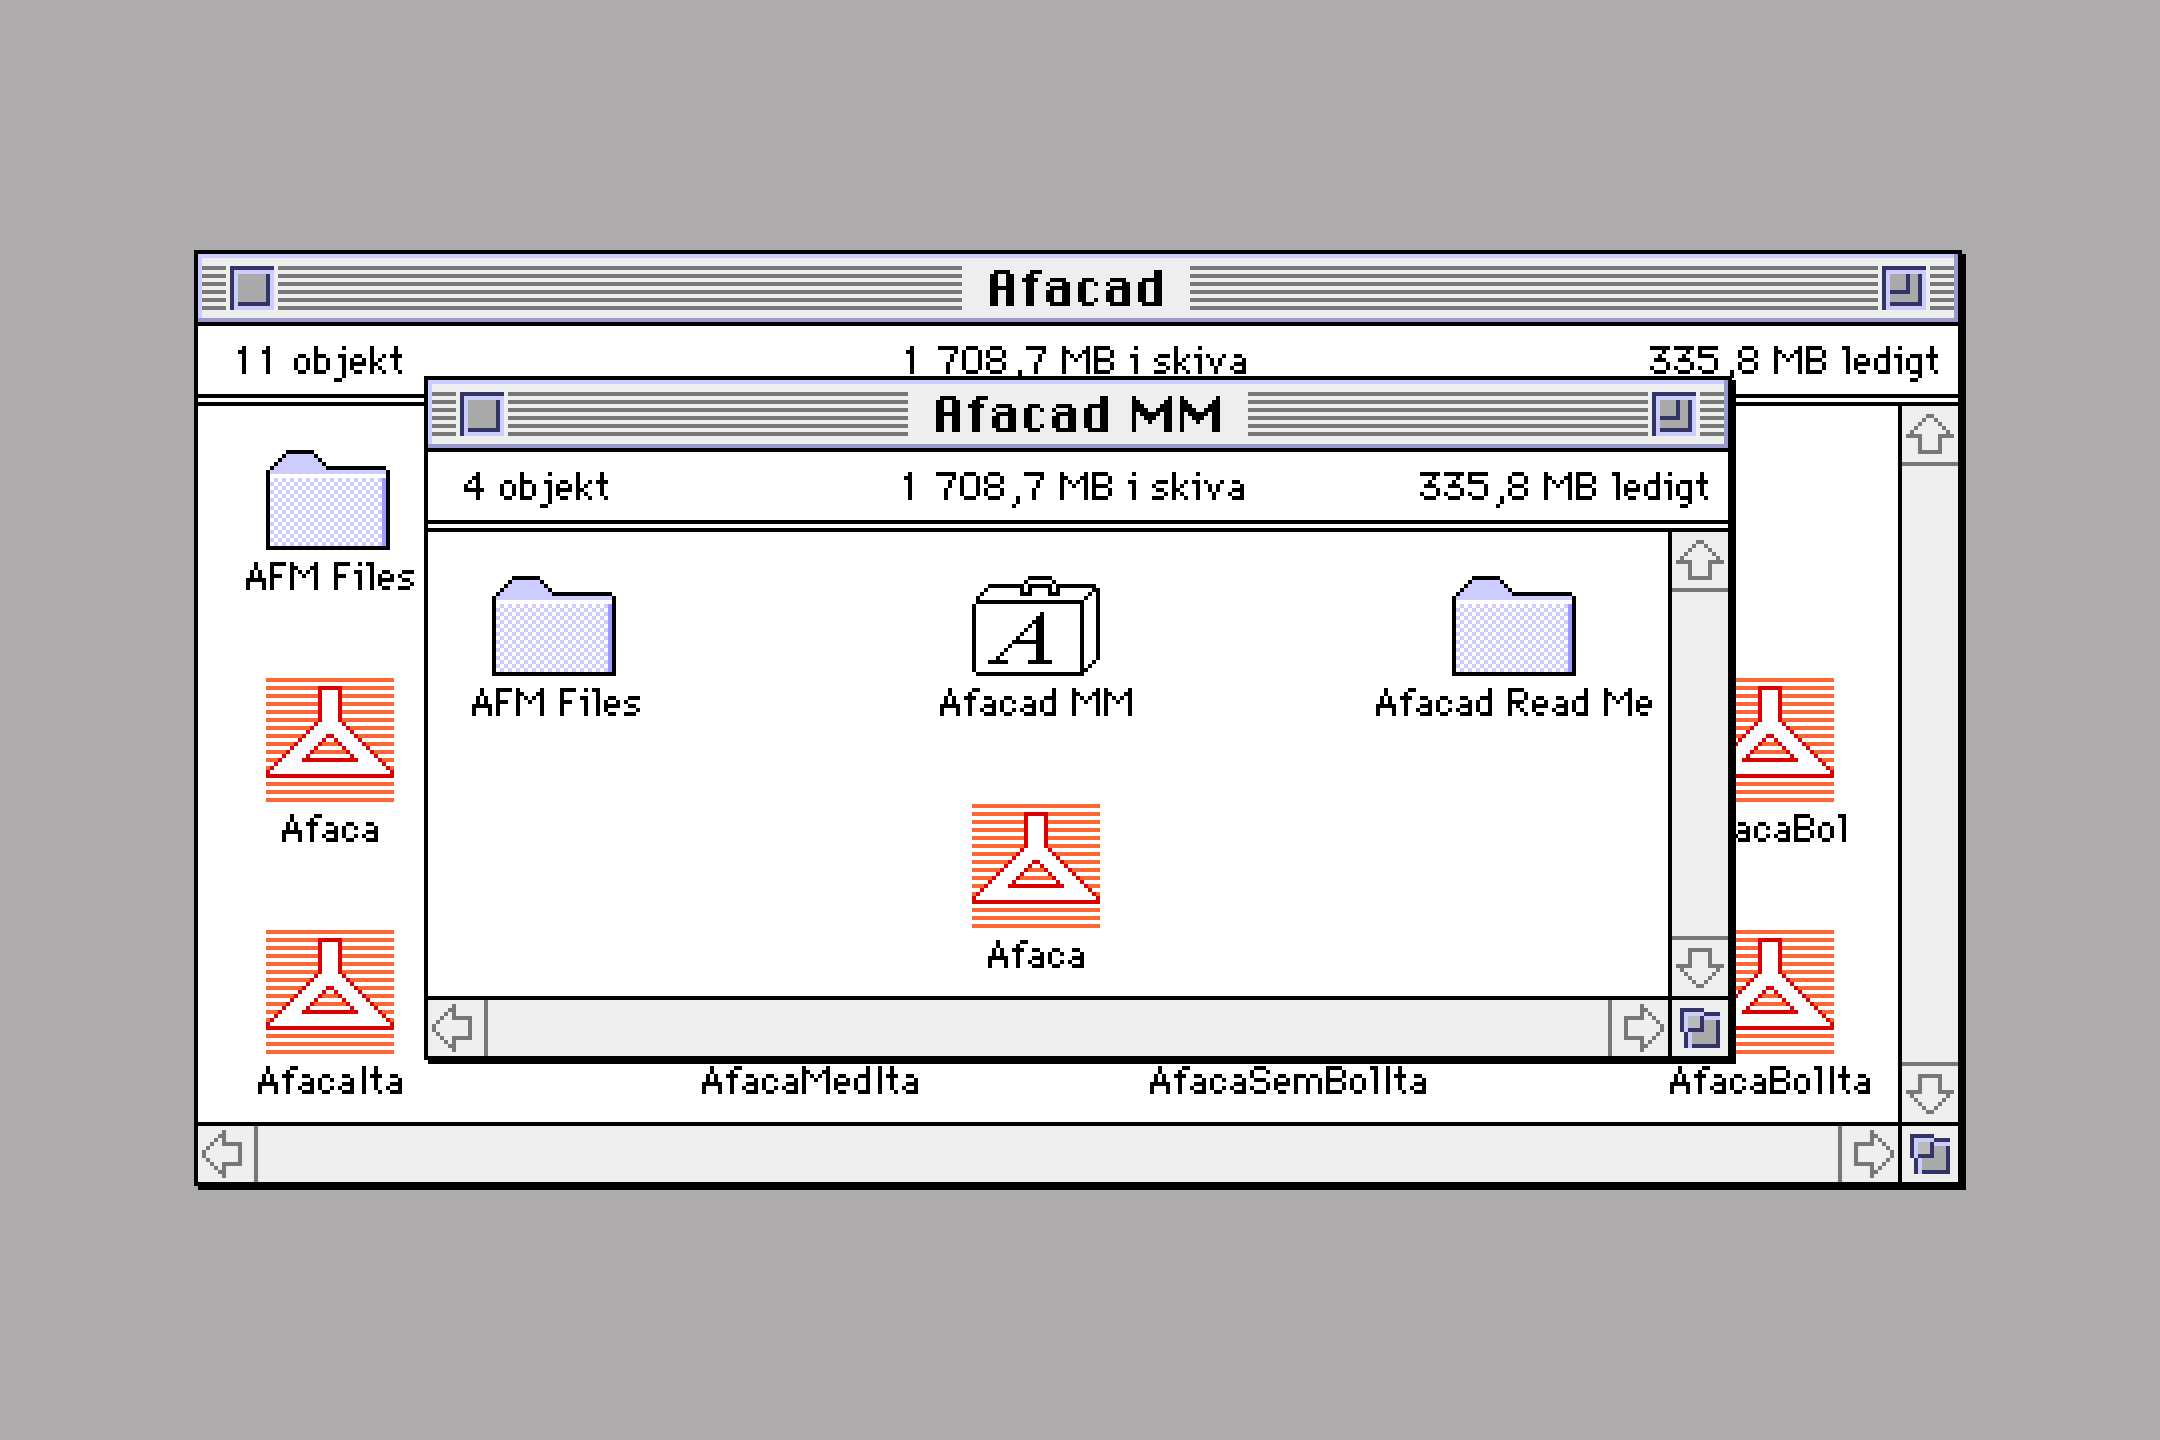 Afacad
11 objekt 1 708,7 MB i skiva 335,8 MB ledigt
Afacad MM
4 objekt 1 708,7 MB i skiva 335,8 MB ledigt
AFM Files
AFM Files Afacad MM Afacad Read Me
Afaca acaBol
Afaca
AfacaIta AfacaMedIta AfacaSemBolIta AfacaBolIta